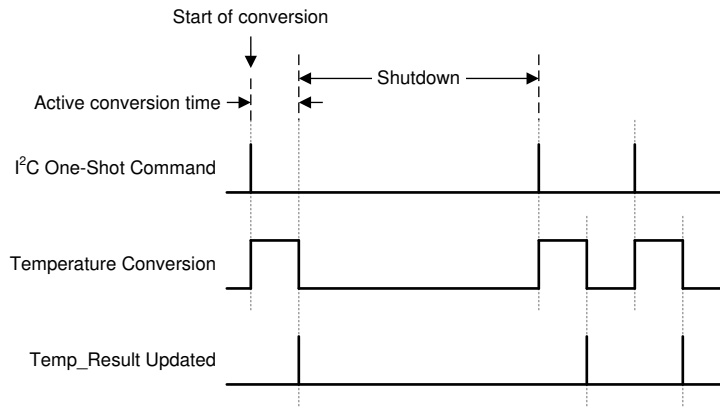 Start of conversion
Shutdown
Active conversion time
I²C One-Shot Command
Temperature Conversion
Temp_Result Updated